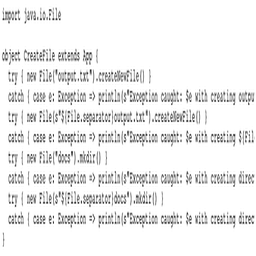 import java.io.File

object CreateFile extends App {
  try { new File("output.txt").createNewFile() }
  catch { case e: Exception => println(s"Exception caught: $e with creating outpu
  try { new File(s"${File.separator}output.txt").createNewFile() }
  catch { case e: Exception => println(s"Exception caught: $e with creating ${Fil
  try { new File("docs").mkdir() }
  catch { case e: Exception => println(s"Exception caught: $e with creating direc
  try { new File(s"${File.separator}docs").mkdir() }
  catch { case e: Exception => println(s"Exception caught: $e with creating direc
}